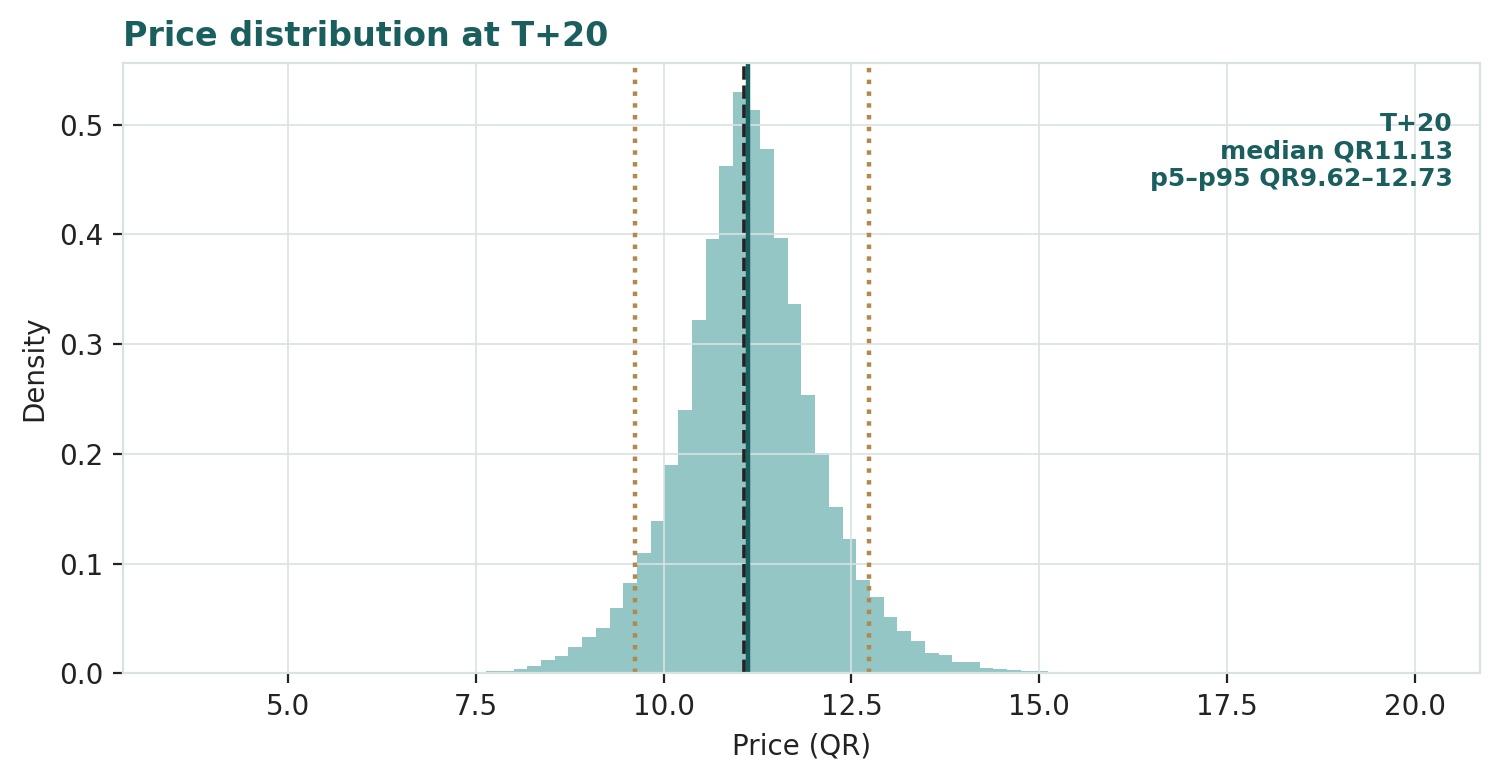 Price distribution at T+20
T+20
median QR11.13
p5–p95 QR9.62–12.73
Density
0.5
0.4
0.3
0.2
0.1
0.0
5.0 7.5 10.0 12.5 15.0 17.5 20.0
Price (QR)